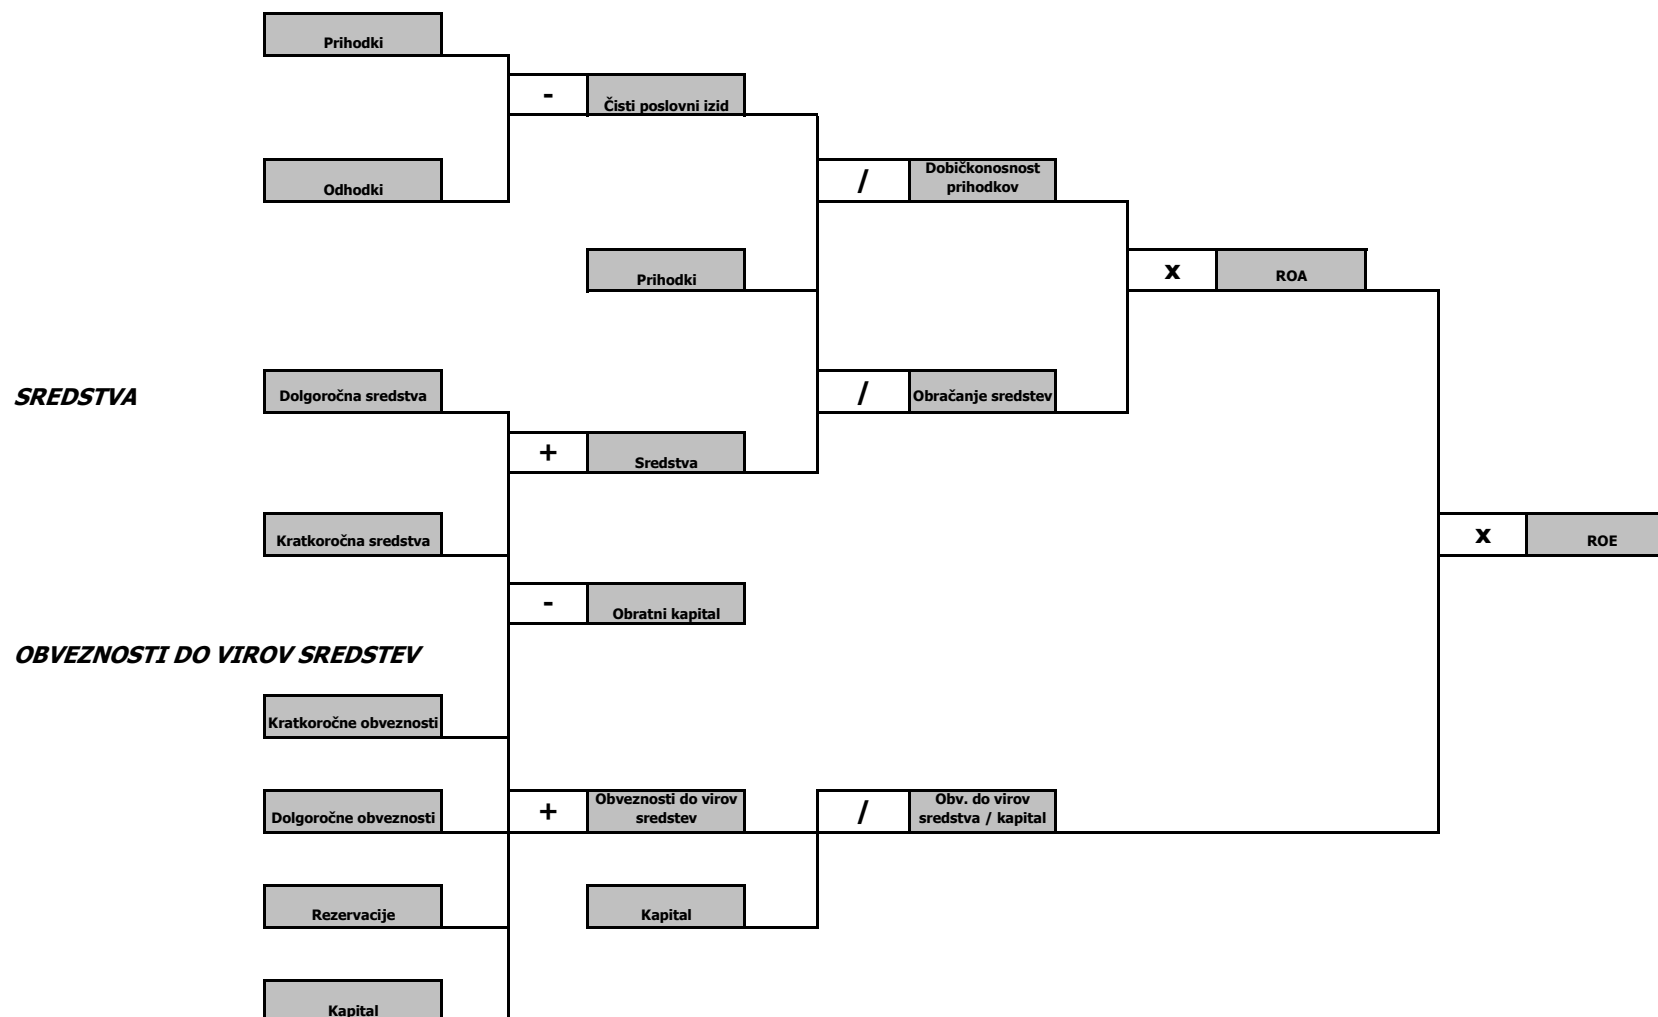 Prihodki
-
Čisti poslovni izid
Odhodki
/
Dobičkonosnost
prihodkov
Prihodki
x
ROA
SREDSTVA
Dolgoročna sredstva
/
Obračanje sredstev
+
Sredstva
Kratkoročna sredstva
x
ROE
-
Obratni kapital
OBVEZNOSTI DO VIROV SREDSTEV
Kratkoročne obveznosti
Dolgoročne obveznosti
+
Obveznosti do virov
sredstev
/
Obv. do virov
sredstva / kapital
Rezervacije
Kapital
Kapital